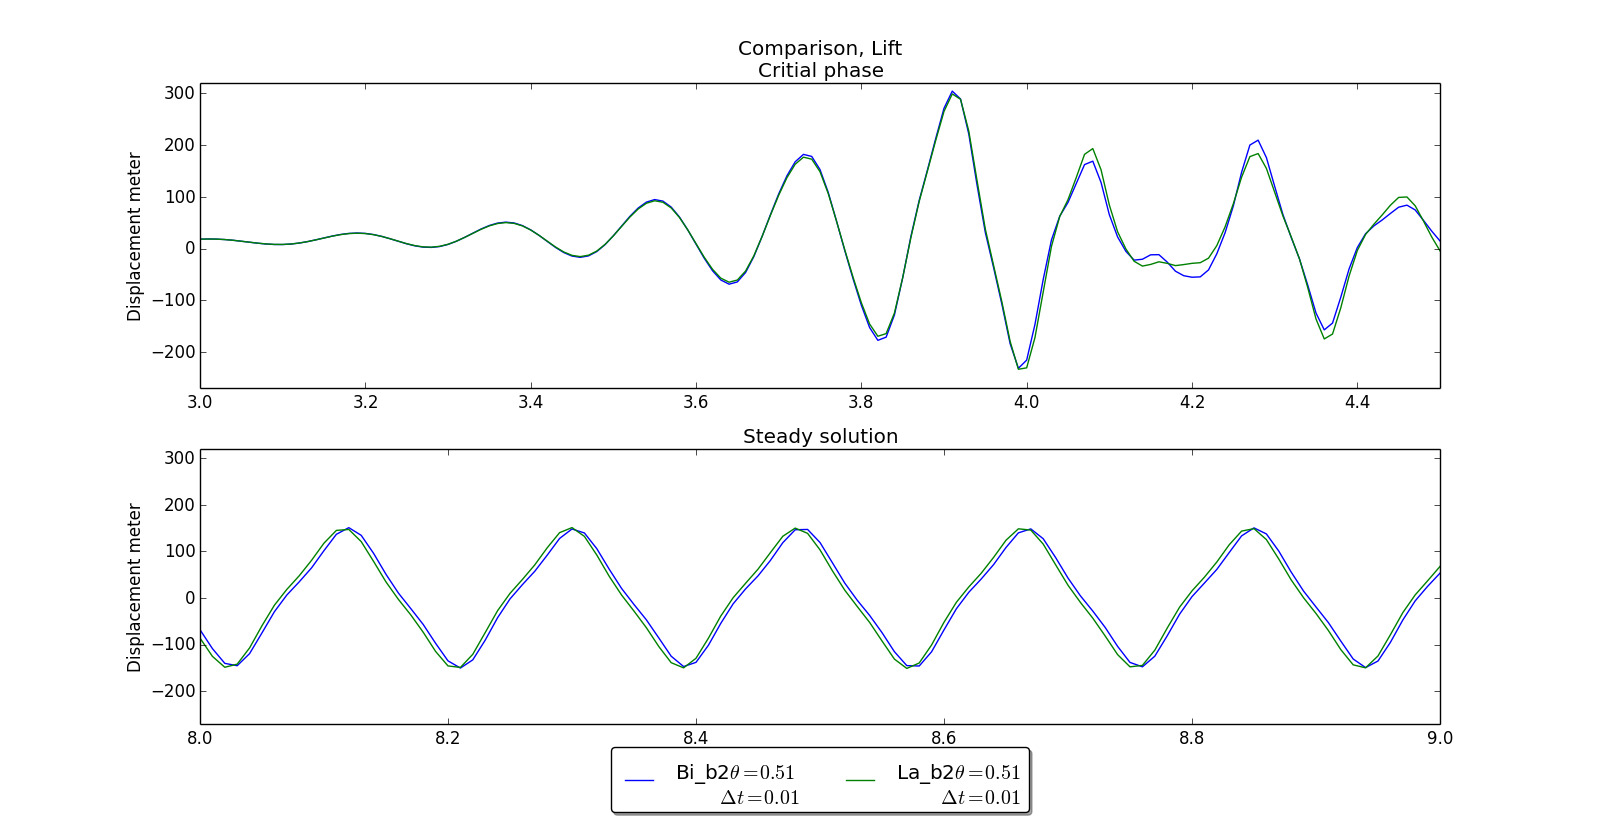 Comparison, Lift
Critial phase
300
200
100
0
−100
−200
Displacement meter
3.0 3.2 3.4 3.6 3.8 4.0 4.2 4.4
Steady solution
300
200
100
0
−100
−200
Displacement meter
8.0 8.2 8.4 8.6 8.8 9.0
Bi_b2θ=0.51 La_b2θ=0.51
Δt=0.01 Δt=0.01